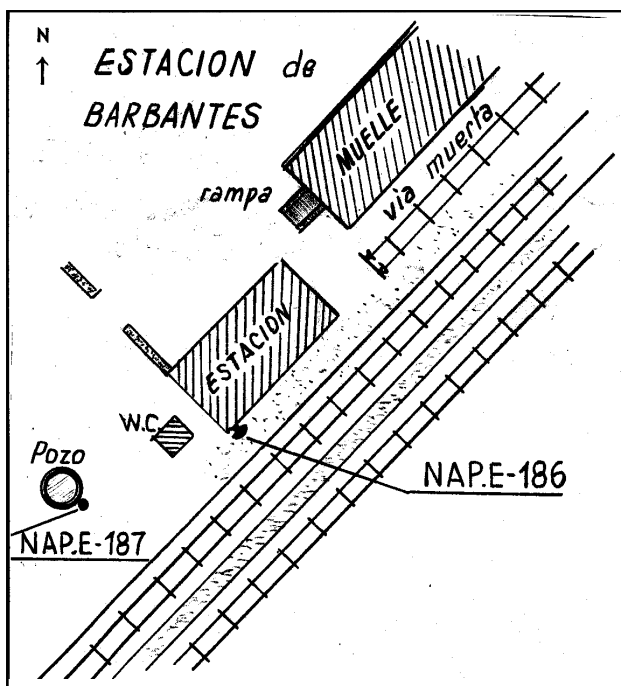 N
ESTACION de
BARBANTES
MUELLE
via muerta
rampa
ESTACION
W.C.
Pozo
NAP.E-186
NAP.E-187